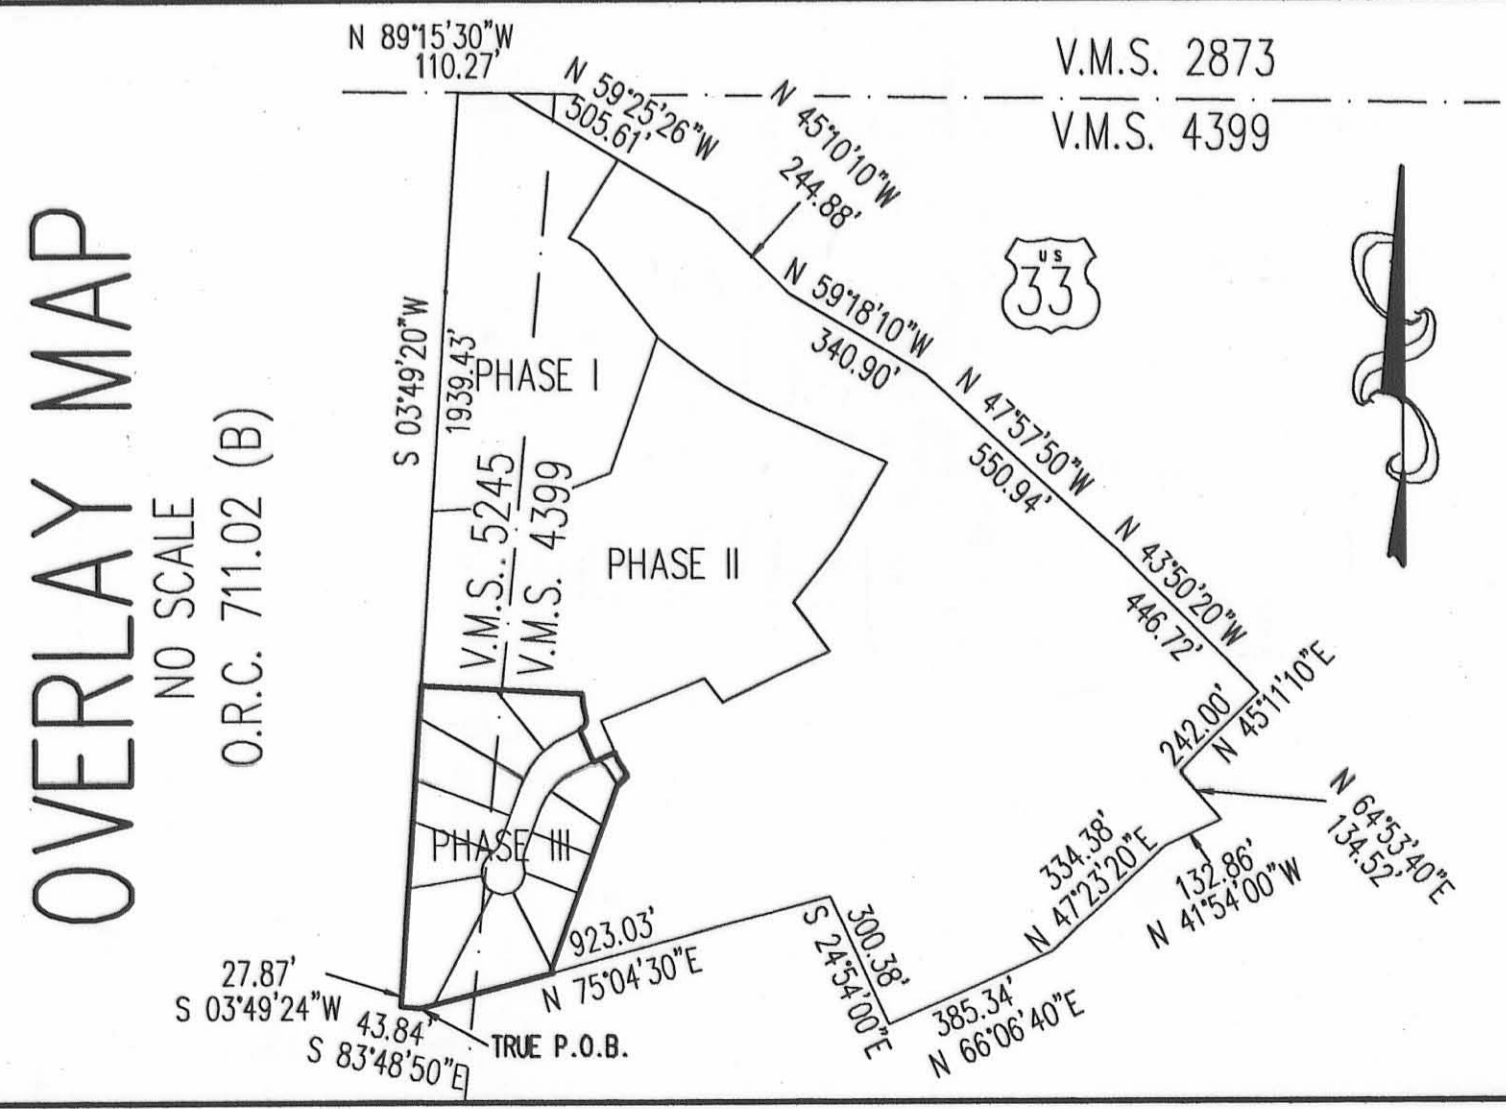 N 89°15'30"W
110.27'
N 59°25'26"W
505.61'
N 45°10'10"W
244.88'
V.M.S. 2873
V.M.S. 4399
US
33
N 59°18'10"W
340.90'
N 47°57'50"W
550.94'
N 43°50'20"W
446.72'
242.00'
N 45°11'10"E
N 64°53'40"E
134.52'
132.86'
N 41°54'00"W
334.38'
N 47°23'20"E
385.34'
N 66°06'40"E
300.38'
S 24°54'00"E
923.03'
N 75°04'30"E
TRUE P.O.B.
43.84'
S 83°48'50"E
27.87'
S 03°49'24"W
S 03°49'20"W
1939.43'
PHASE I
V.M.S. 5245
V.M.S. 4399
PHASE II
PHASE III
OVERLAY MAP
NO SCALE
O.R.C. 711.02 (B)